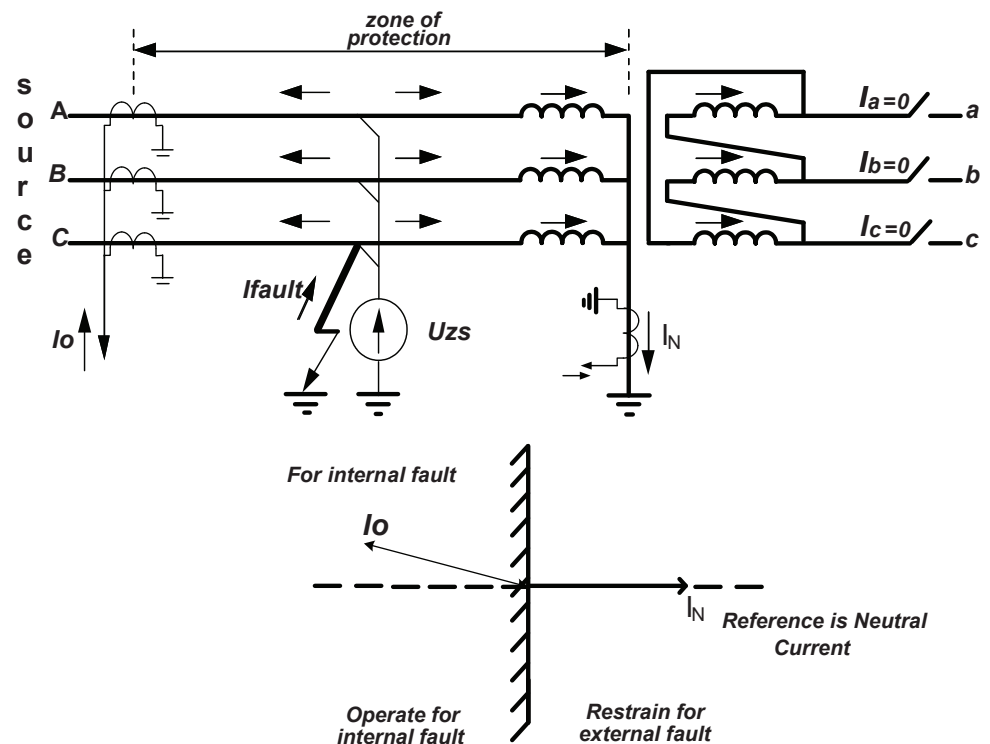 zone of
protection
source
A
B
C
Ia=0
Ib=0
Ic=0
a
b
c
Ifault
Uzs
Io
IN
For internal fault
Io
IN
Reference is Neutral
Current
Operate for
internal fault
Restrain for
external fault